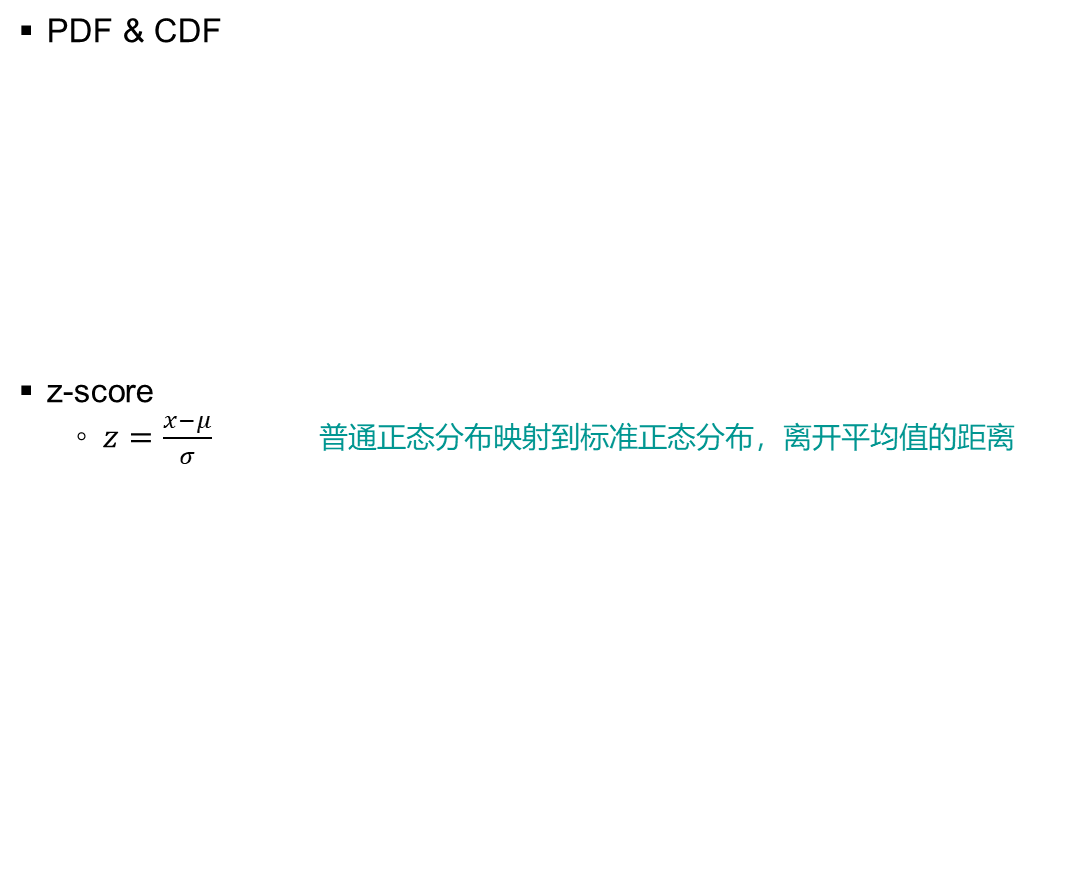 ▪ PDF & CDF
▪ z-score
◦ 𝑧 = (𝑥−𝜇)/𝜎 普通正态分布映射到标准正态分布，离开平均值的距离